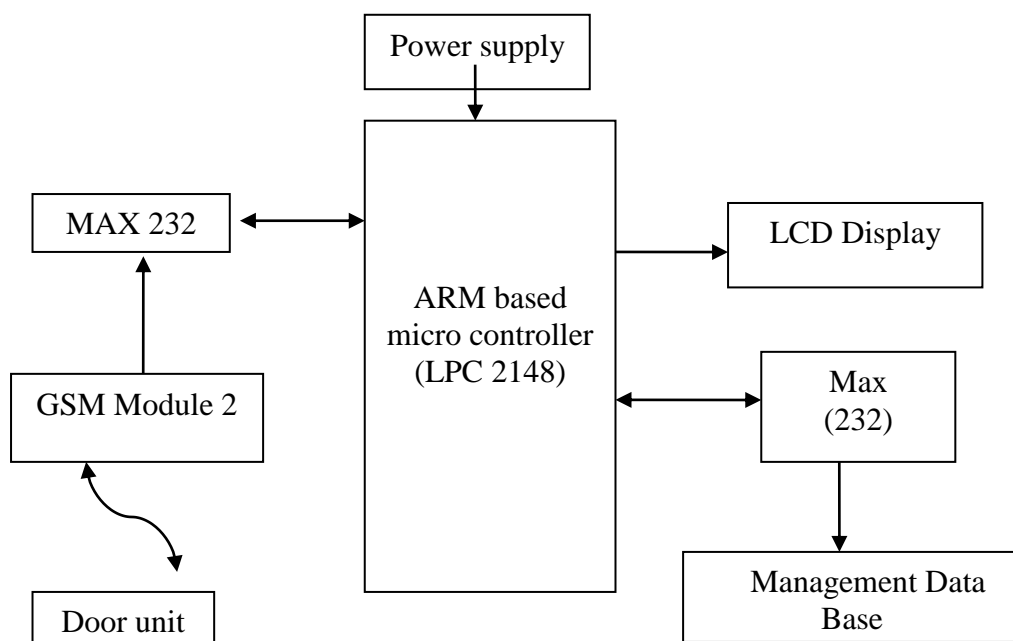 Power supply
MAX 232
LCD Display
ARM based
micro controller
(LPC 2148)
GSM Module 2
Max
(232)
Door unit
Management Data
Base